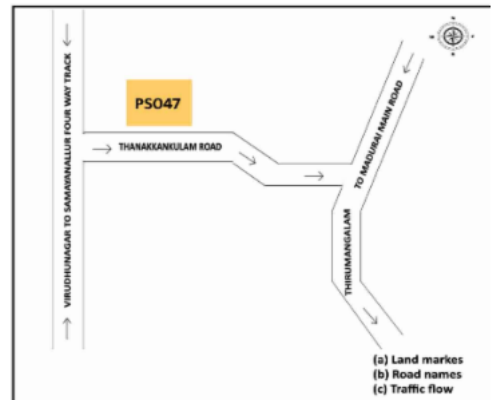 PS047
THANAKKANKULAM ROAD
VIRUDHUNAGAR TO SAMAYANALLUR FOUR WAY TRACK
TO MADURAI MAIN ROAD
THIRUMANGALAM
(a) Land markes
(b) Road names
(c) Traffic flow